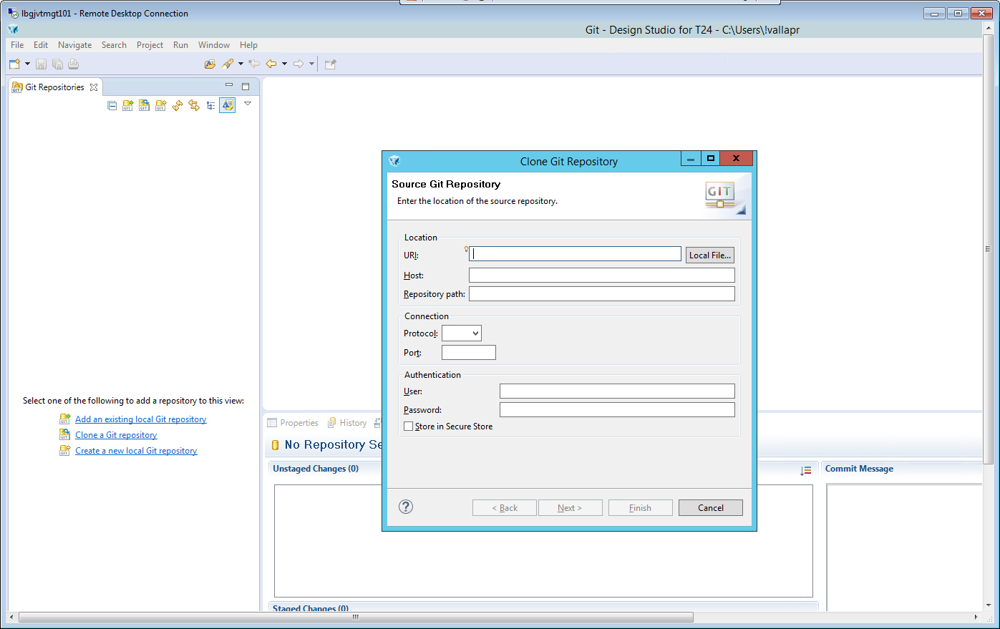 lbgjvtmgt101 - Remote Desktop Connection
Git - Design Studio for T24 - C:\Users\!vallapr
File Edit Navigate Search Project Run Window Help
Git Repositories
Clone Git Repository
Source Git Repository
Enter the location of the source repository.
GIT
Location
URI:
Local File...
Host:
Repository path:
Connection
Protocol:
Port:
Authentication
User:
Password:
Store in Secure Store
< Back
Next >
Finish
Cancel
Select one of the following to add a repository to this view:
Add an existing local Git repository
Clone a Git repository
Create a new local Git repository
Properties
History
No Repository Se
Unstaged Changes (0)
Commit Message
Staged Changes (0)